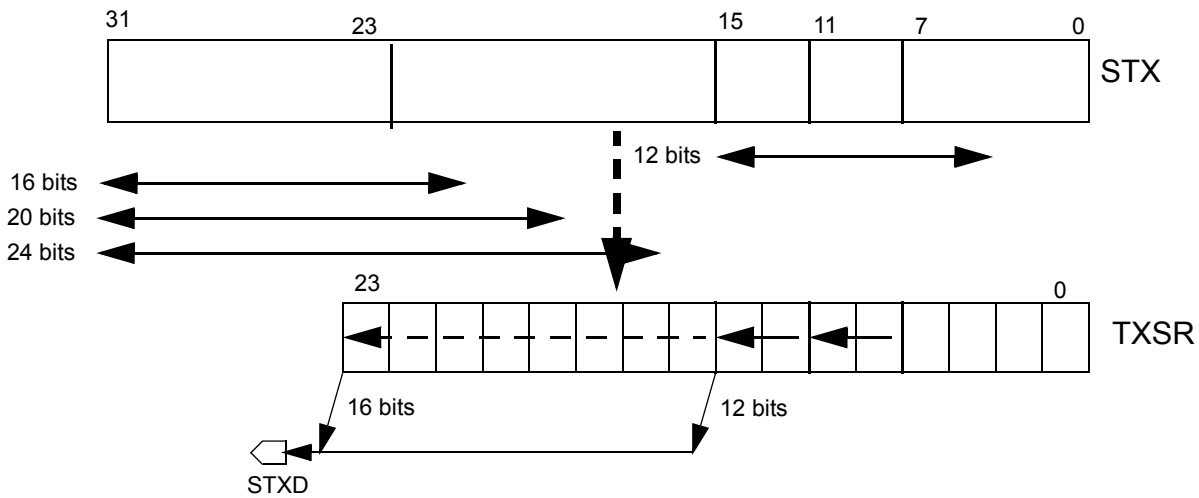 31 23 15 11 7 0
STX
12 bits
16 bits
20 bits
24 bits
23 0
TXSR
16 bits 12 bits
STXD